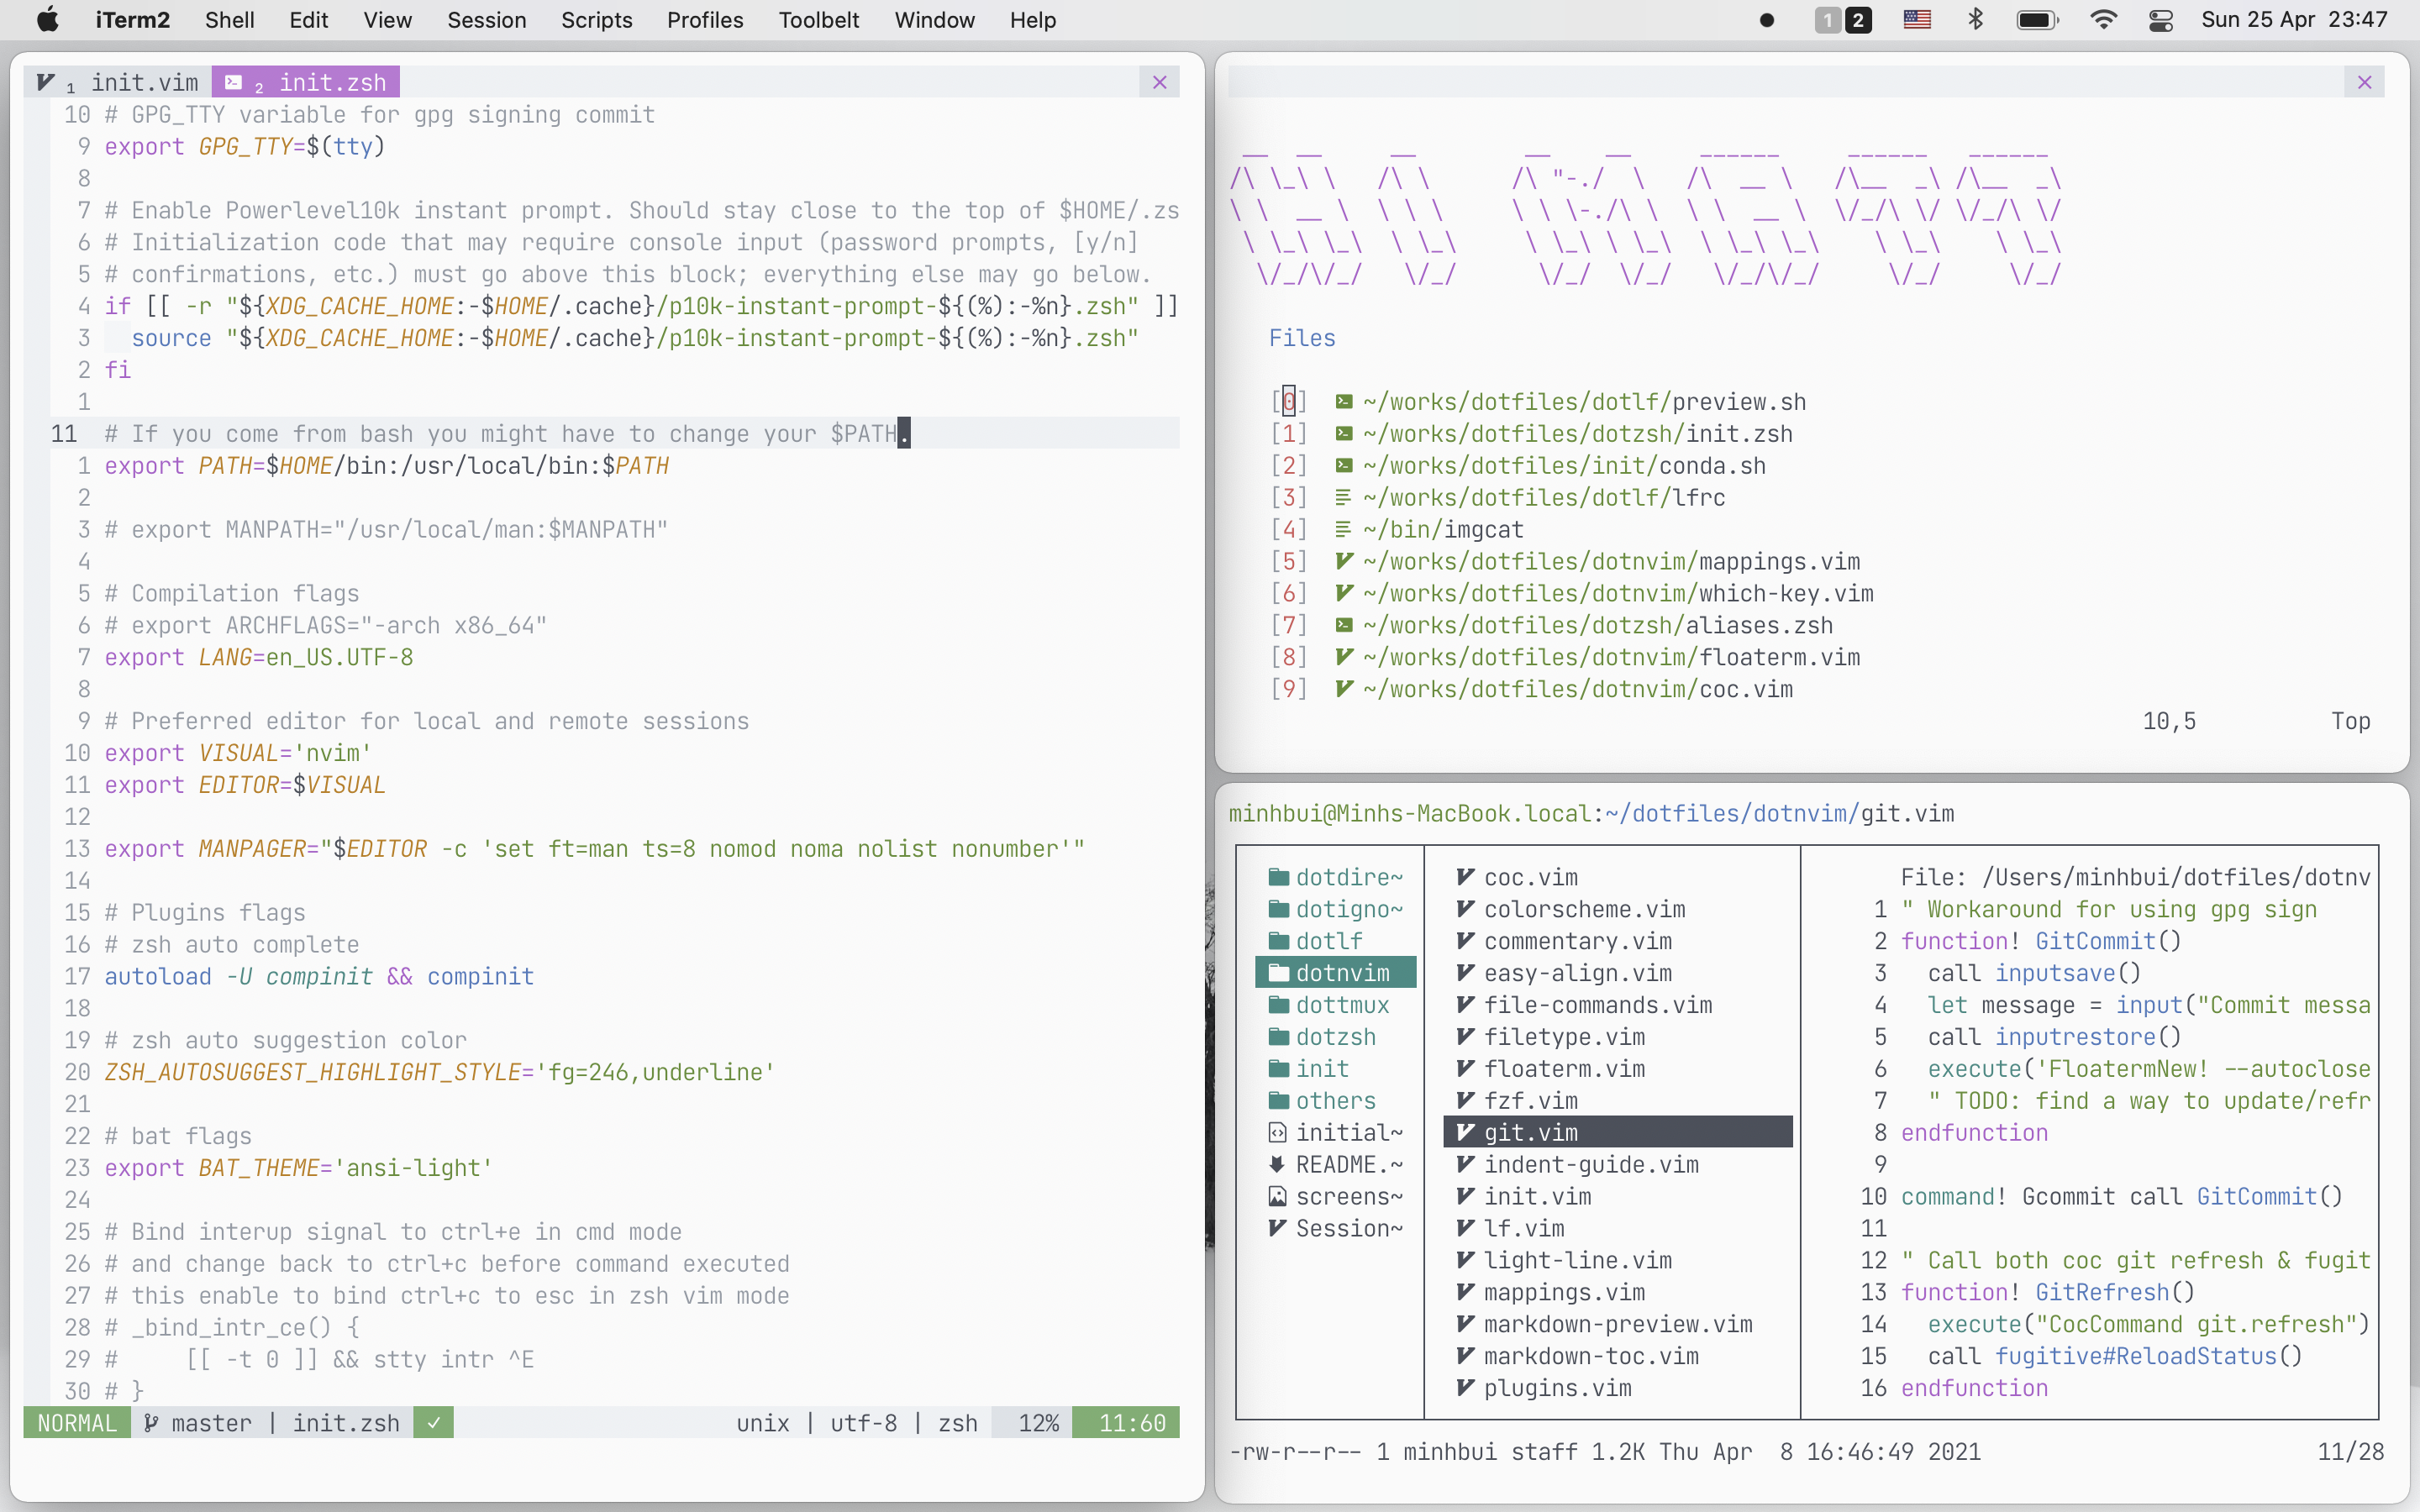 iTerm2 Shell Edit View Session Scripts Profiles Toolbelt Window Help 1 2 Sun 25 Apr 23:47
1 init.vim 2 init.zsh ×
10 # GPG_TTY variable for gpg signing commit
9 export GPG_TTY=$(tty)
8
7 # Enable Powerlevel10k instant prompt. Should stay close to the top of $HOME/.zs
6 # Initialization code that may require console input (password prompts, [y/n]
5 # confirmations, etc.) must go above this block; everything else may go below.
4 if [[ -r "${XDG_CACHE_HOME:-$HOME/.cache}/p10k-instant-prompt-${(%):-%n}.zsh" ]]
3   source "${XDG_CACHE_HOME:-$HOME/.cache}/p10k-instant-prompt-${(%):-%n}.zsh"
2 fi
1
11 # If you come from bash you might have to change your $PATH.
1 export PATH=$HOME/bin:/usr/local/bin:$PATH
2
3 # export MANPATH="/usr/local/man:$MANPATH"
4
5 # Compilation flags
6 # export ARCHFLAGS="-arch x86_64"
7 export LANG=en_US.UTF-8
8
9 # Preferred editor for local and remote sessions
10 export VISUAL='nvim'
11 export EDITOR=$VISUAL
12
13 export MANPAGER="$EDITOR -c 'set ft=man ts=8 nomod noma nolist nonumber'"
14
15 # Plugins flags
16 # zsh auto complete
17 autoload -U compinit && compinit
18
19 # zsh auto suggestion color
20 ZSH_AUTOSUGGEST_HIGHLIGHT_STYLE='fg=246,underline'
21
22 # bat flags
23 export BAT_THEME='ansi-light'
24
25 # Bind interup signal to ctrl+e in cmd mode
26 # and change back to ctrl+c before command executed
27 # this enable to bind ctrl+c to esc in zsh vim mode
28 # _bind_intr_ce() {
29 #     [[ -t 0 ]] && stty intr ^E
30 # }
NORMAL master | init.zsh ✓ unix | utf-8 | zsh 12% 11:60
×
HI MATT
Files
[0] ~/works/dotfiles/dotlf/preview.sh
[1] ~/works/dotfiles/dotzsh/init.zsh
[2] ~/works/dotfiles/init/conda.sh
[3] ~/works/dotfiles/dotlf/lfrc
[4] ~/bin/imgcat
[5] ~/works/dotfiles/dotnvim/mappings.vim
[6] ~/works/dotfiles/dotnvim/which-key.vim
[7] ~/works/dotfiles/dotzsh/aliases.zsh
[8] ~/works/dotfiles/dotnvim/floaterm.vim
[9] ~/works/dotfiles/dotnvim/coc.vim
10,5 Top
minhbui@Minhs-MacBook.local:~/dotfiles/dotnvim/git.vim
dotdire~
dotigno~
dotlf
dotnvim
dottmux
dotzsh
init
others
initial~
README.~
screens~
Session~
coc.vim
colorscheme.vim
commentary.vim
easy-align.vim
file-commands.vim
filetype.vim
floaterm.vim
fzf.vim
git.vim
indent-guide.vim
init.vim
lf.vim
light-line.vim
mappings.vim
markdown-preview.vim
markdown-toc.vim
plugins.vim
File: /Users/minhbui/dotfiles/dotnv
1 " Workaround for using gpg sign
2 function! GitCommit()
3   call inputsave()
4   let message = input("Commit messa
5   call inputrestore()
6   execute('FloatermNew! --autoclose
7   " TODO: find a way to update/refr
8 endfunction
9
10 command! Gcommit call GitCommit()
11
12 " Call both coc git refresh & fugit
13 function! GitRefresh()
14   execute("CocCommand git.refresh")
15   call fugitive#ReloadStatus()
16 endfunction
-rw-r--r-- 1 minhbui staff 1.2K Thu Apr  8 16:46:49 2021 11/28